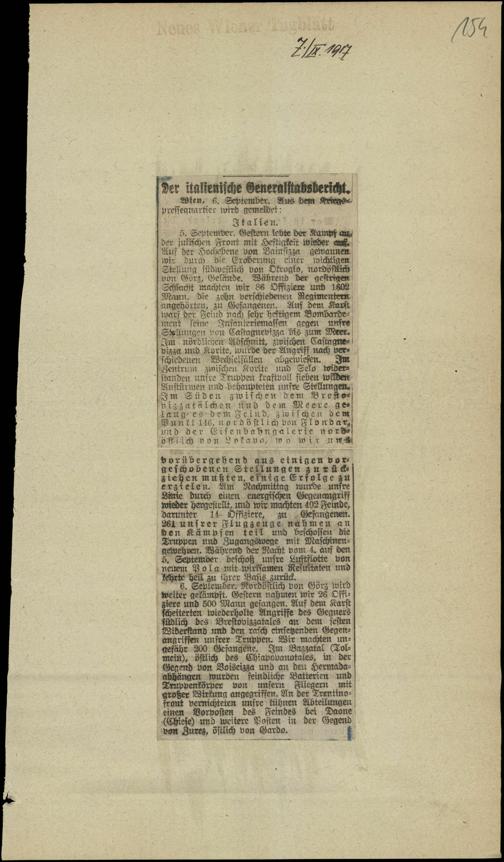 Neues Wiener Tagblatt
154
7./IX. 1917
Der italienische Generalstabsbericht.
Wien, 6. September. Aus dem Kriegs-
pressequartier wird gemeldet:
Italien.
5. September. Gestern lebte der Kampf an
der julischen Front mit Heftigkeit wieder auf.
Auf der Hochebene von Bainsizza gewannen
wir durch die Eroberung einer wichtigen
Stellung südwestlich von Okroglo, nordöstlich
von Görz, Gelände. Während der gestrigen
Schlacht machten wir 86 Offiziere und 1602
Mann, die zehn verschiedenen Regimentern
angehörten, zu Gefangenen. Auf dem Karst
warf der Feind nach sehr heftigem Bombarde-
ment seine Infanteriemassen gegen unsre
Stellungen von Castagnevizza bis zum Meer.
Im nördlichen Abschnitt, zwischen Castagne-
vizza und Korite, wurde der Angriff nach ver-
schiedenen Wechselfällen abgewiesen. Im
Zentrum zwischen Korite und Selo wider-
standen unsre Truppen kraftvoll sieben wilden
Anstürmen und behaupteten unsre Stellungen.
Im Süden zwischen dem Bresto-
vizzatälchen und dem Meere ge-
lang es dem Feind, zwischen dem
Punkt 146, nordöstlich von Flondar,
und der Eisenbahngalerie nord-
östlich von Lokavo, wo wir uns
vorübergehend aus einigen vor-
geschobenen Stellungen zurück-
ziehen mußten, einige Erfolge zu
erzielen. Am Nachmittag wurde unsre
Linie durch einen energischen Gegenangriff
wieder hergestellt, und wir machten 402 Feinde,
darunter 14 Offiziere, zu Gefangenen.
261 unsrer Flugzeuge nahmen an
den Kämpfen teil und beschossen die
Truppen und Zugangswege mit Maschinen-
gewehren. Während der Nacht vom 4. auf den
5. September beschoß unsre Luftflotte von
neuem Pola mit wirksamen Resultaten und
kehrte heil zu ihrer Basis zurück.
6. September. Nordöstlich von Görz wird
weiter gekämpft. Gestern nahmen wir 26 Offi-
ziere und 500 Mann gefangen. Auf dem Karst
scheiterten wiederholte Angriffe des Gegners
südlich des Brestovizzatales an dem festen
Widerstand und den rasch einsetzenden Gegen-
angriffen unsrer Truppen. Wir machten un-
gefähr 200 Gefangene. Im Bazzatal (Tol-
mein), östlich des Chiapovanotales, in der
Gegend von Voiscizza und an den Hermada-
abhängen wurden feindliche Batterien und
Truppenkörper von unsern Fliegern mit
großer Wirkung angegriffen. An der Trentino-
front vernichteten unsre kühnen Abteilungen
einen Vorposten des Feindes bei Daone
(Chiese) und weitere Posten in der Gegend
von Zurez, östlich von Gardo.